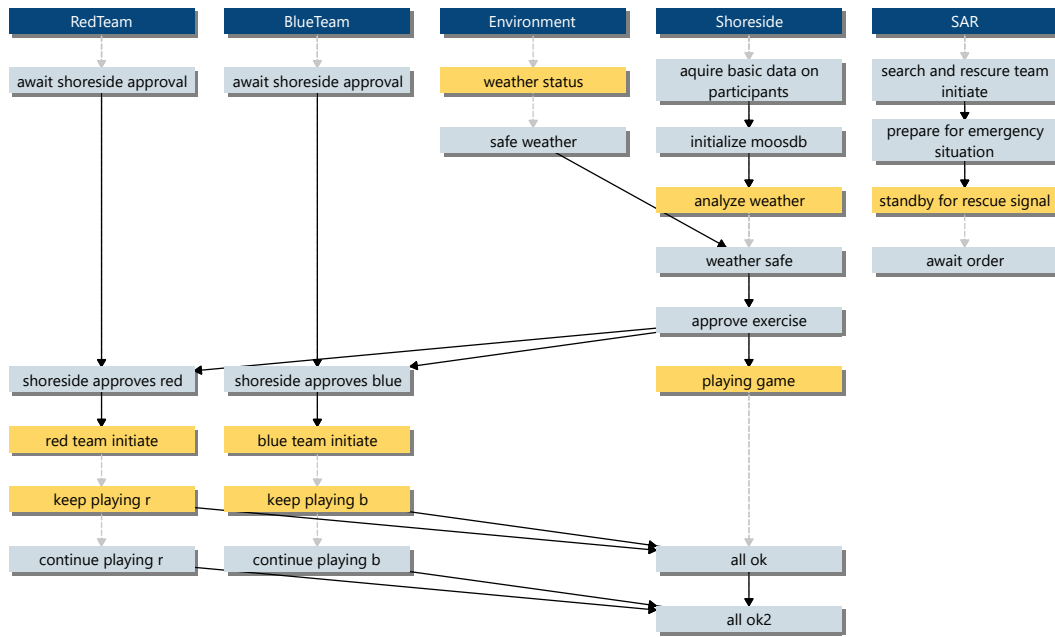 RedTeam
BlueTeam
Environment
Shoreside
SAR
await shoreside approval
await shoreside approval
weather status
aquire basic data on
participants
search and rescure team
initiate
safe weather
initialize moosdb
prepare for emergency
situation
analyze weather
standby for rescue signal
weather safe
await order
approve exercise
shoreside approves red
shoreside approves blue
playing game
red team initiate
blue team initiate
keep playing r
keep playing b
continue playing r
continue playing b
all ok
all ok2